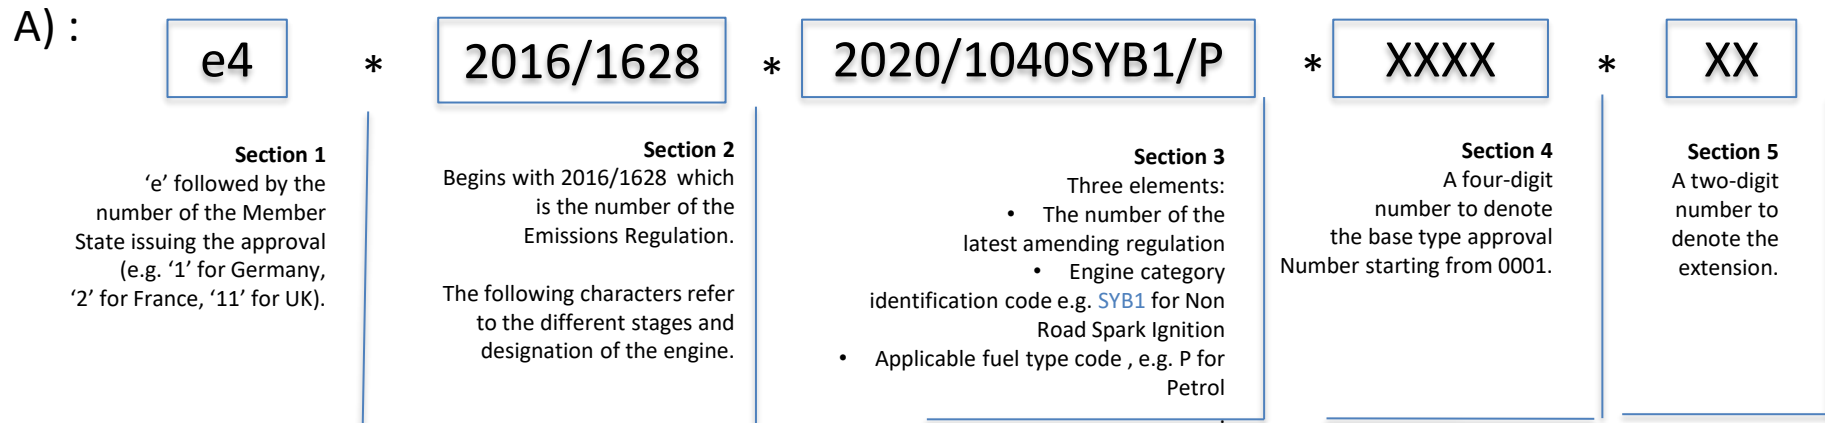 A) :
e4 * 2016/1628 * 2020/1040SYB1/P * XXXX * XX
Section 1
‘e’ followed by the
number of the Member
State issuing the approval
(e.g. ‘1’ for Germany,
‘2’ for France, ‘11’ for UK).
Section 2
Begins with 2016/1628 which
is the number of the
Emissions Regulation.
The following characters refer
to the different stages and
designation of the engine.
Section 3
Three elements:
• The number of the
latest amending regulation
• Engine category
identification code e.g. SYB1 for Non
Road Spark Ignition
• Applicable fuel type code , e.g. P for
Petrol
Section 4
A four-digit
number to denote
the base type approval
Number starting from 0001.
Section 5
A two-digit
number to
denote the
extension.